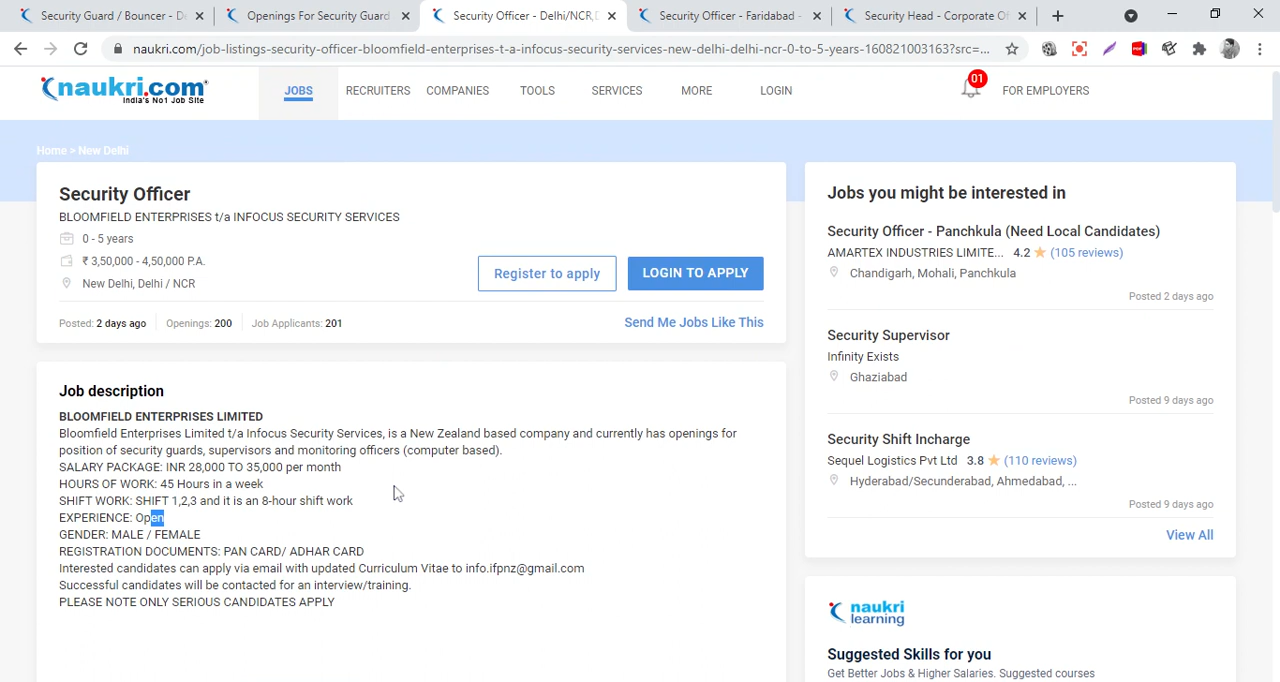 Security Guard / Bouncer - De
Openings For Security Guard
Security Officer - Delhi/NCR,D
Security Officer - Faridabad -
Security Head - Corporate Of
naukri.com/job-listings-security-officer-bloomfield-enterprises-t-a-infocus-security-services-new-delhi-delhi-ncr-0-to-5-years-160821003163?src=...
naukri.com
India's No1 Job Site
JOBS
RECRUITERS
COMPANIES
TOOLS
SERVICES
MORE
LOGIN
01
FOR EMPLOYERS
Home > New Delhi
Security Officer
BLOOMFIELD ENTERPRISES t/a INFOCUS SECURITY SERVICES
0 - 5 years
₹ 3,50,000 - 4,50,000 P.A.
New Delhi, Delhi / NCR
Register to apply
LOGIN TO APPLY
Posted: 2 days ago
Openings: 200
Job Applicants: 201
Send Me Jobs Like This
Job description
BLOOMFIELD ENTERPRISES LIMITED
Bloomfield Enterprises Limited t/a Infocus Security Services, is a New Zealand based company and currently has openings for
position of security guards, supervisors and monitoring officers (computer based).
SALARY PACKAGE: INR 28,000 TO 35,000 per month
HOURS OF WORK: 45 Hours in a week
SHIFT WORK: SHIFT 1,2,3 and it is an 8-hour shift work
EXPERIENCE: Open
GENDER: MALE / FEMALE
REGISTRATION DOCUMENTS: PAN CARD/ ADHAR CARD
Interested candidates can apply via email with updated Curriculum Vitae to info.ifpnz@gmail.com
Successful candidates will be contacted for an interview/training.
PLEASE NOTE ONLY SERIOUS CANDIDATES APPLY
Jobs you might be interested in
Security Officer - Panchkula (Need Local Candidates)
AMARTEX INDUSTRIES LIMITE... 4.2 (105 reviews)
Chandigarh, Mohali, Panchkula
Posted 2 days ago
Security Supervisor
Infinity Exists
Ghaziabad
Posted 9 days ago
Security Shift Incharge
Sequel Logistics Pvt Ltd 3.8 (110 reviews)
Hyderabad/Secunderabad, Ahmedabad, ...
Posted 9 days ago
View All
naukri
learning
Suggested Skills for you
Get Better Jobs & Higher Salaries. Suggested courses